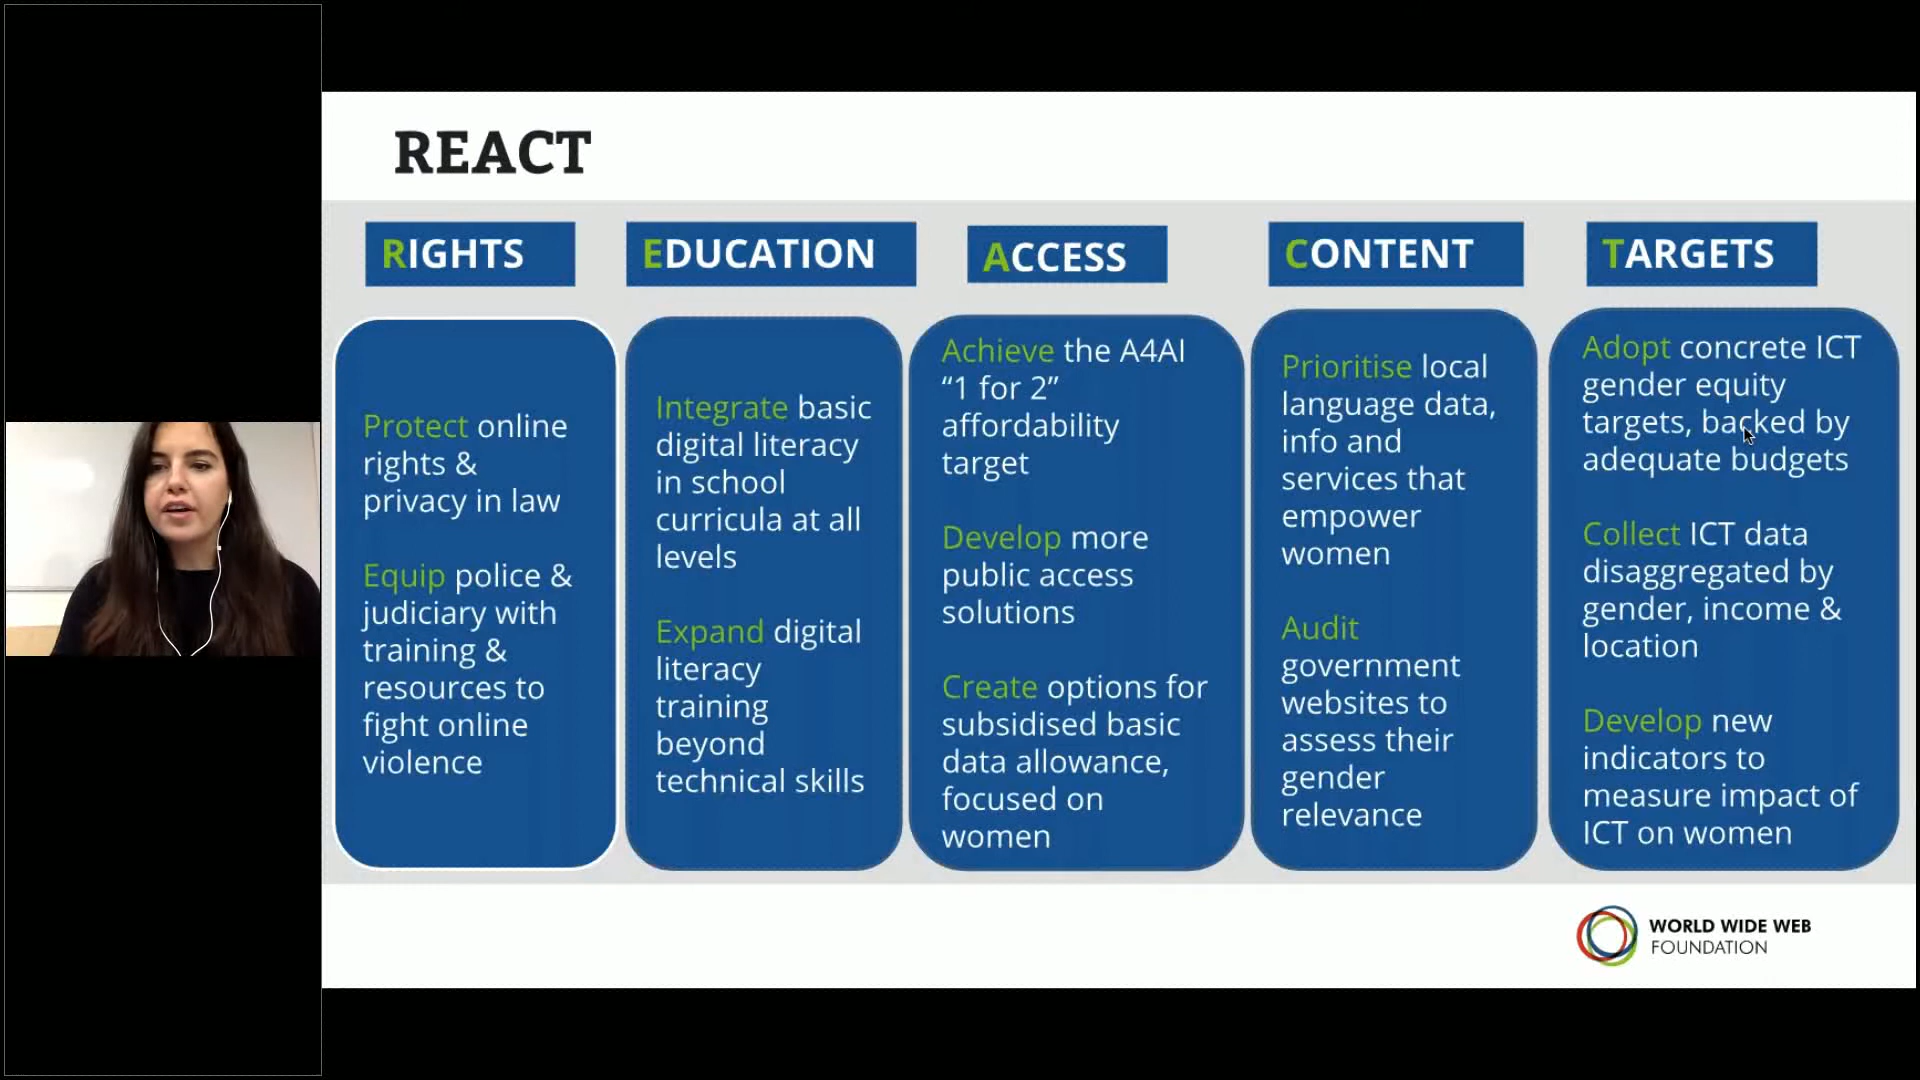 REACT
RIGHTS
EDUCATION
ACCESS
CONTENT
TARGETS
Protect online
rights &
privacy in law
Equip police &
judiciary with
training &
resources to
fight online
violence
Integrate basic
digital literacy
in school
curricula at all
levels
Expand digital
literacy
training
beyond
technical skills
Achieve the A4AI
“1 for 2”
affordability
target
Develop more
public access
solutions
Create options for
subsidised basic
data allowance,
focused on
women
Prioritise local
language data,
info and
services that
empower
women
Audit
government
websites to
assess their
gender
relevance
Adopt concrete ICT
gender equity
targets, backed by
adequate budgets
Collect ICT data
disaggregated by
gender, income &
location
Develop new
indicators to
measure impact of
ICT on women
WORLD WIDE WEB
FOUNDATION